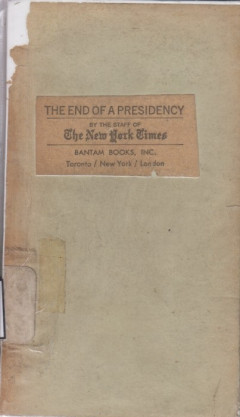 THE END OF A PRESIDENCY
BY THE STAFF OF
The New York Times
BANTAM BOOKS, INC.
Toronto / New York / London